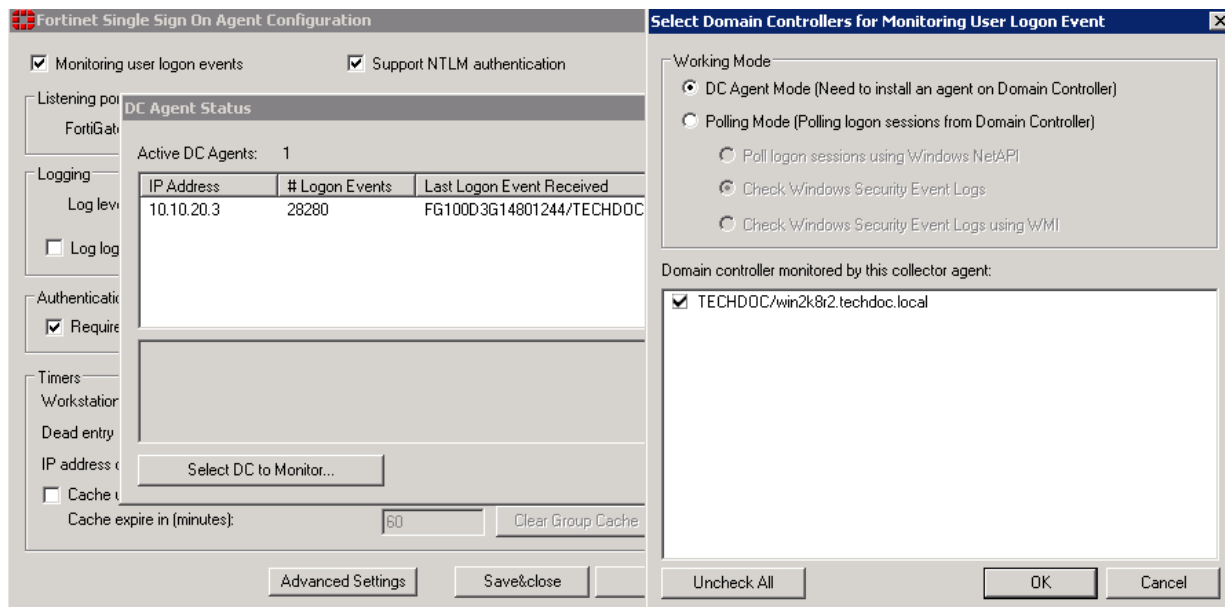 Fortinet Single Sign On Agent Configuration
Monitoring user logon events
Support NTLM authentication
Listening
DC Agent Status
Active DC Agents: 1
IP Address # Logon Events Last Logon Event Received
10.10.20.3 28280 FG100D3G14801244/TECHDOC
Logging
Log
Log
Require
Timers
Dead entry
IP address
Select DC to Monitor...
Cache
Cache expire in (minutes): 60 Clear Group Cache
Advanced Settings Save&close
Select Domain Controllers for Monitoring User Logon Event
Working Mode
DC Agent Mode (Need to install an agent on Domain Controller)
Polling Mode (Polling logon sessions from Domain Controller)
Poll logon sessions using Windows NetAPI
Check Windows Security Event Logs
Check Windows Security Event Logs using WMI
Domain controller monitored by this collector agent:
TECHDOC/win2k8r2.techdoc.local
Uncheck All OK Cancel